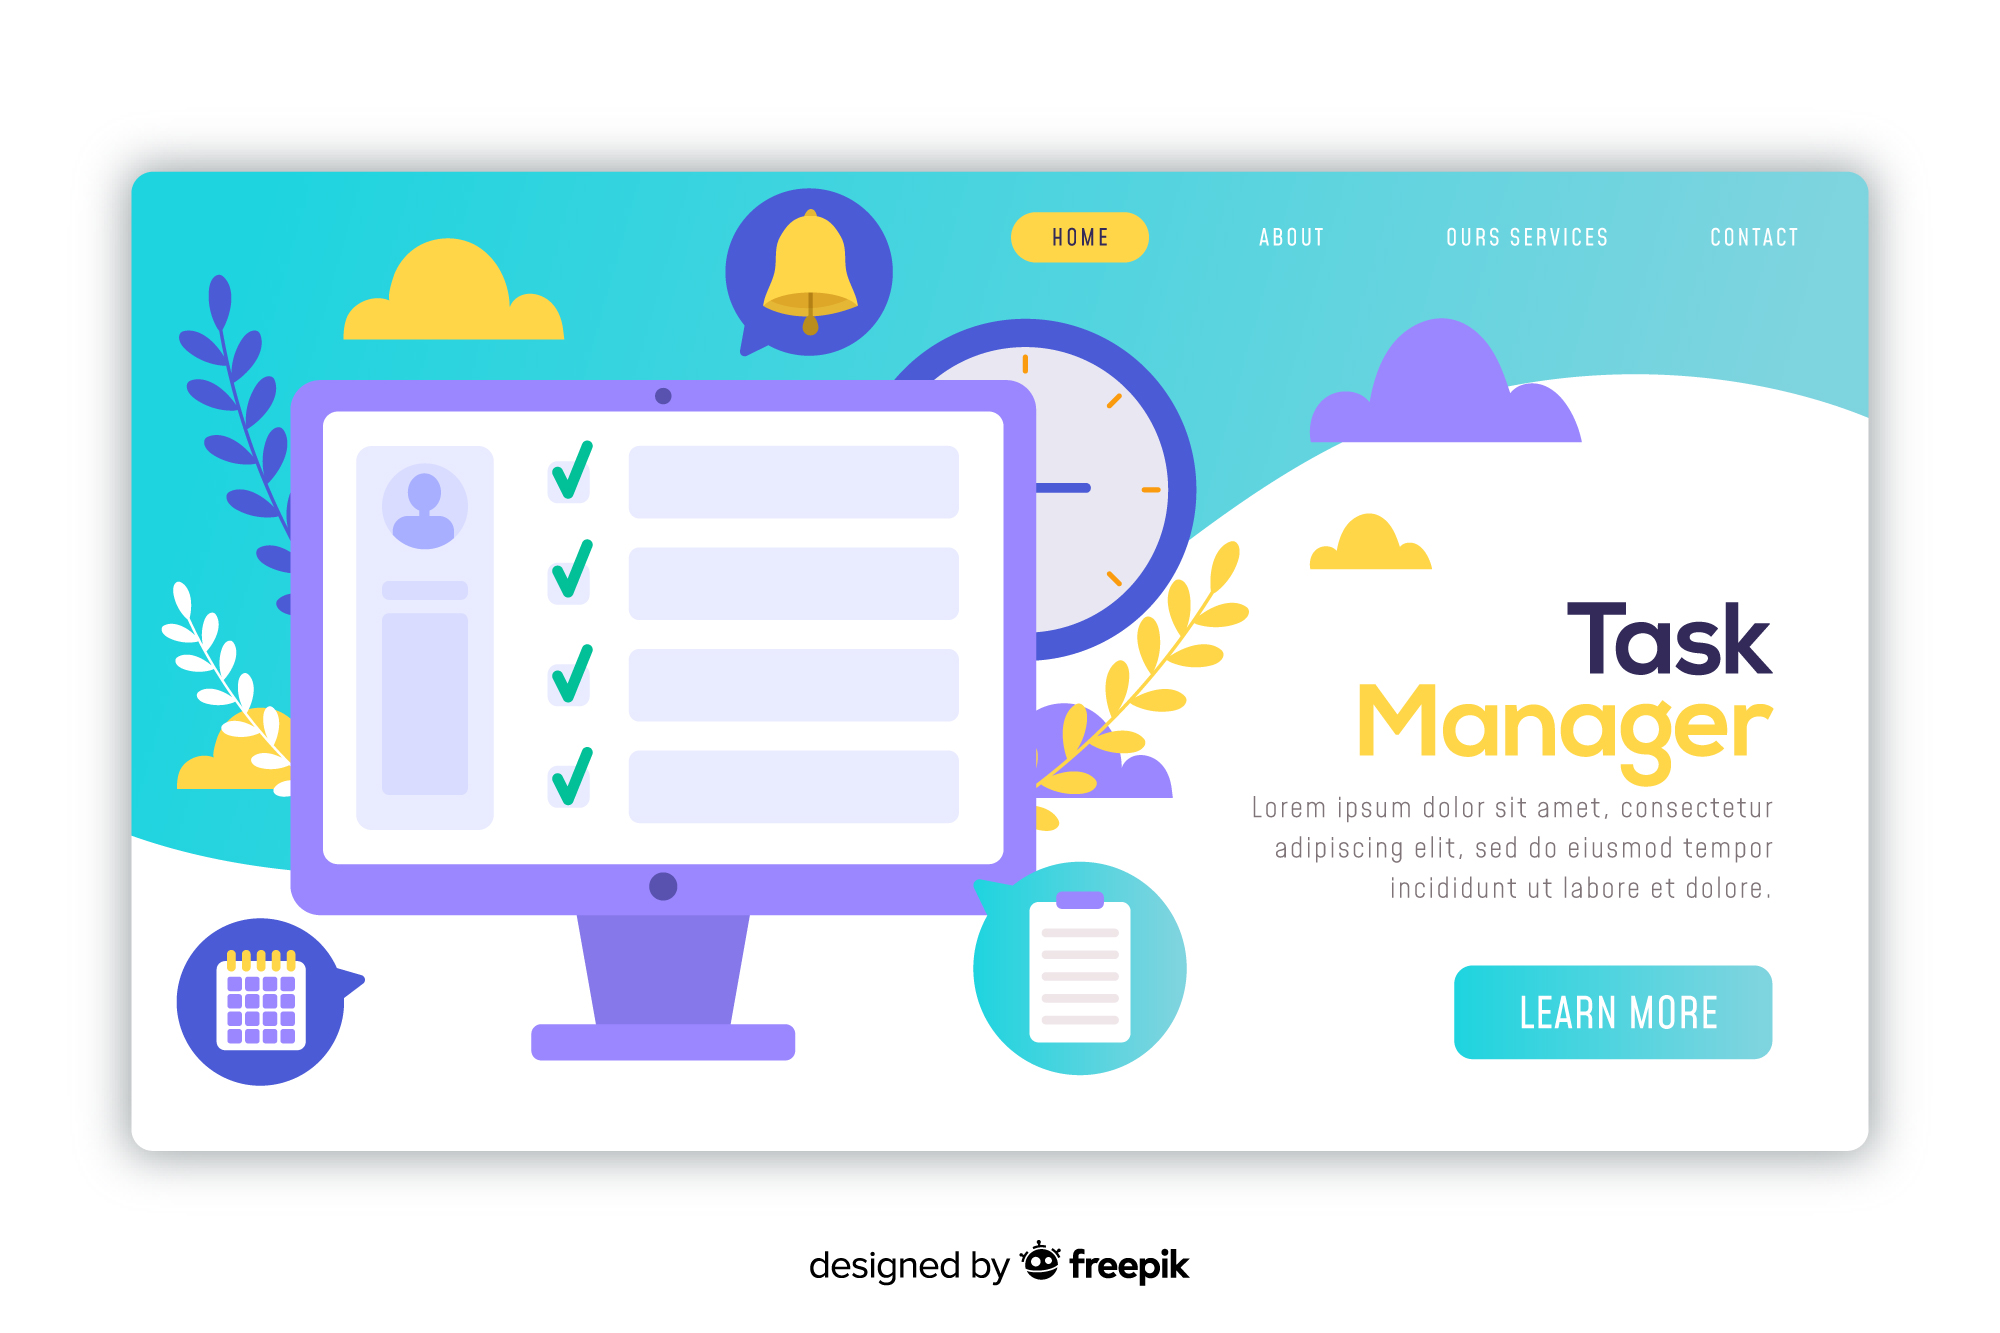 HOME ABOUT OURS SERVICES CONTACT
Task
Manager
Lorem ipsum dolor sit amet, consectetur
adipiscing elit, sed do eiusmod tempor
incididunt ut labore et dolore.
LEARN MORE
designed by freepik